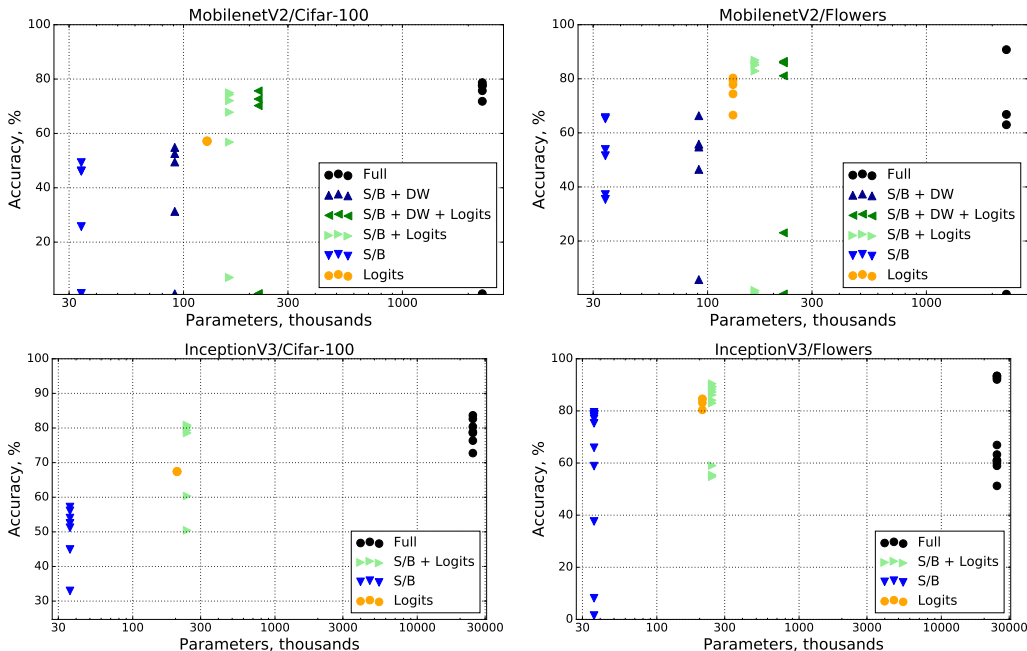 MobilenetV2/Cifar-100
100
80
60
40
20
Accuracy, %
Full
S/B + DW
S/B + DW + Logits
S/B + Logits
S/B
Logits
30 100 300 1000
Parameters, thousands
MobilenetV2/Flowers
100
80
60
40
20
Accuracy, %
Full
S/B + DW
S/B + DW + Logits
S/B + Logits
S/B
Logits
30 100 300 1000
Parameters, thousands
InceptionV3/Cifar-100
100
90
80
70
60
50
40
30
Accuracy, %
Full
S/B + Logits
S/B
Logits
30 100 300 1000 3000 10000 30000
Parameters, thousands
InceptionV3/Flowers
100
80
60
40
20
0
Accuracy, %
Full
S/B + Logits
S/B
Logits
30 100 300 1000 3000 10000 30000
Parameters, thousands